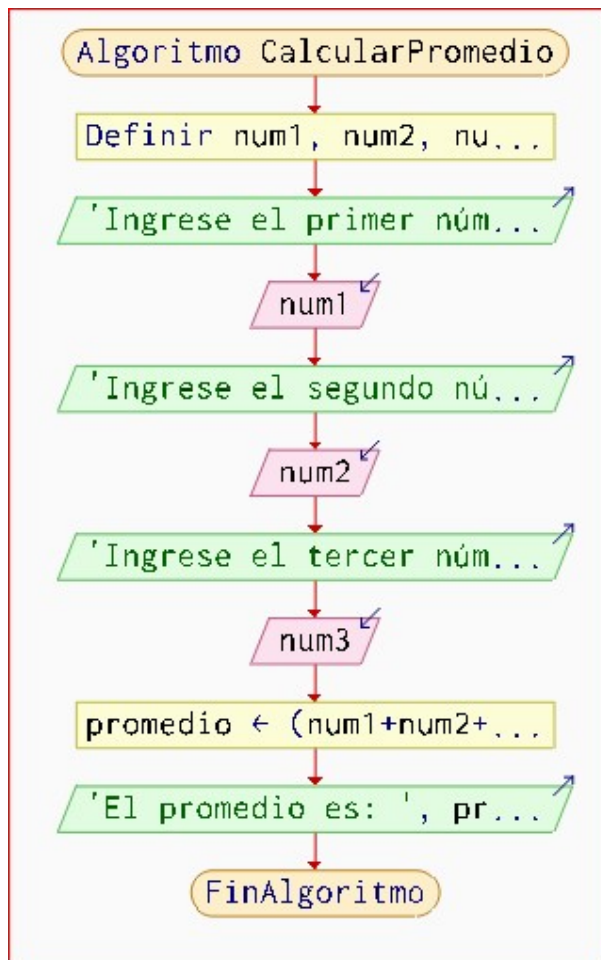 Algoritmo CalcularPromedio
Definir num1, num2, nu...
'Ingrese el primer núm...
num1
'Ingrese el segundo nú...
num2
'Ingrese el tercer núm...
num3
promedio ← (num1+num2+...
'El promedio es: ', pr...
FinAlgoritmo